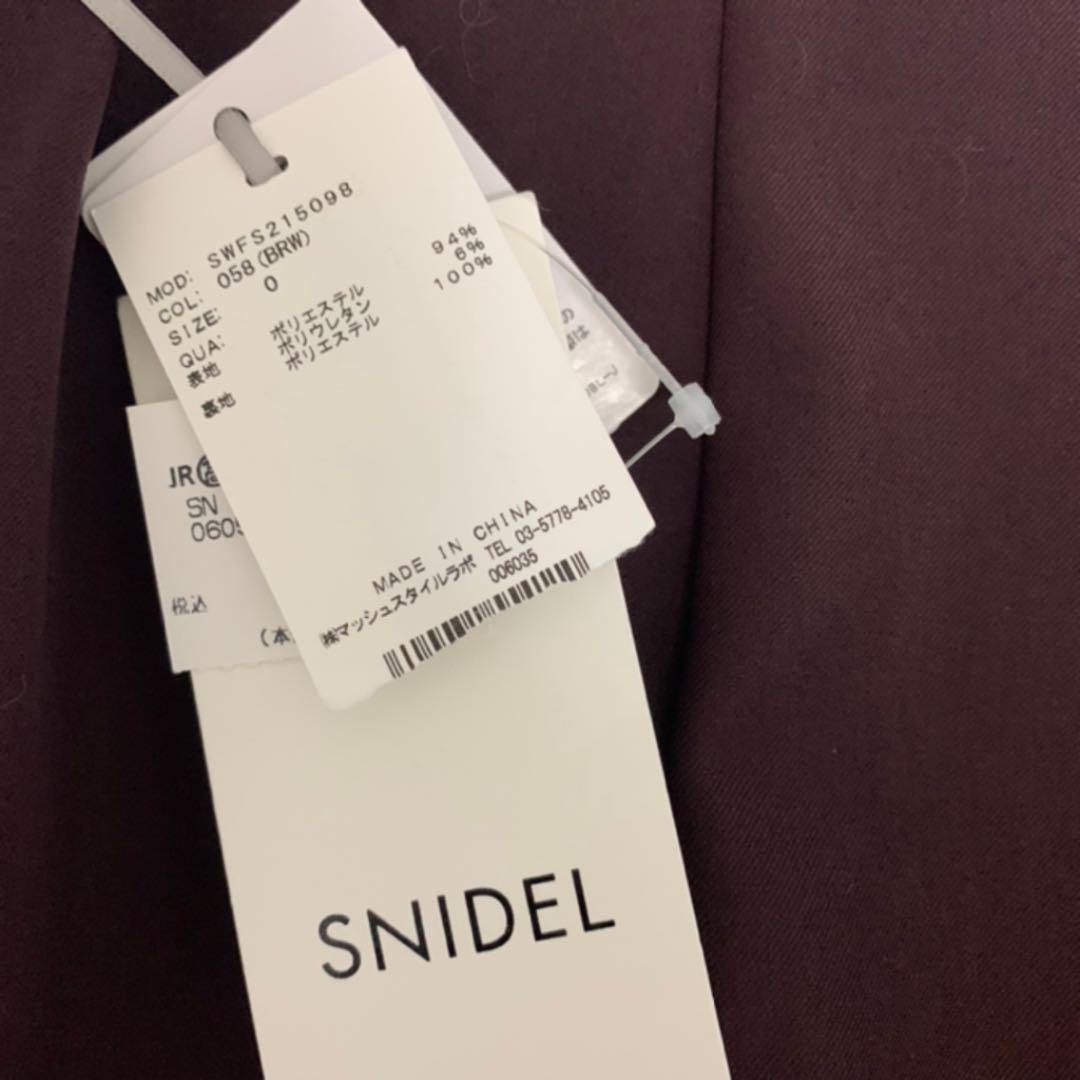 MOD: SWFS215098
COL: 058(BRW)
SIZE: 0
QUA:
表地 ポリエステル 94%
ポリウレタン 6%
裏地 ポリエステル 100%
MADE IN CHINA
㈱マッシュスタイルラボ TEL 03-5778-4105
006035
の
は
JR
SN
060
税込
(本
SNIDEL